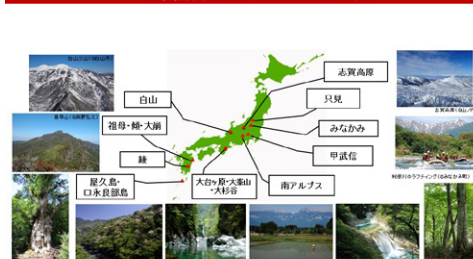 志賀高原
白山
只見
祖母・傾・大崩
みなかみ
綾
甲武信
屋久島・
口永良部島
大台ヶ原・大峯山
・大杉谷
南アルプス